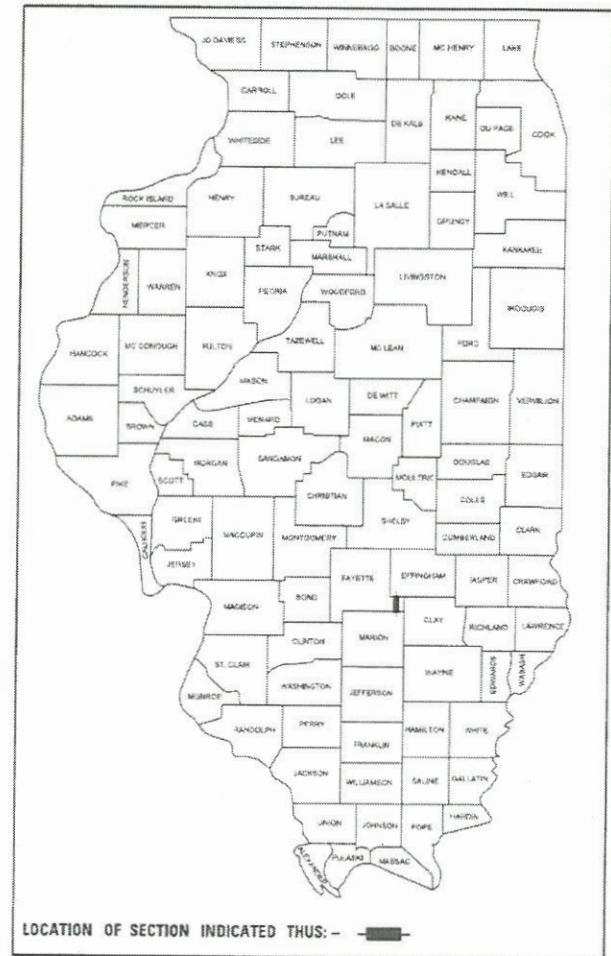 JO DAVIESS STEPHENSON WINNEBAGO BOONE MC HENRY LAKE
CARROLL OGLE DE KALB KANE DU PAGE COOK
WHITESIDE LEE
KENDALL
ROCK ISLAND HENRY BUREAU LA SALLE GRUNDY WILL
MERCER PUTNAM
STARK MARSHALL KANKAKEE
HENDERSON WARREN KNOX PEORIA WOODFORD LIVINGSTON
IROQUOIS
HANCOCK MC DONOUGH FULTON TAZEWELL MC LEAN FORD
MASON
SCHUYLER LOGAN DE WITT CHAMPAIGN VERMILION
ADAMS BROWN CASS MENARD PIATT
MACON
PIKE SCOTT MORGAN SANGAMON MOULTRIE DOUGLAS EDGAR
CHRISTIAN COLES
CALHOUN GREENE MACOUPIN MONTGOMERY SHELBY CUMBERLAND CLARK
JERSEY
FAYETTE EFFINGHAM JASPER CRAWFORD
MADISON BOND
CLAY RICHLAND LAWRENCE
CLINTON MARION
ST. CLAIR WAYNE EDWARDS WABASH
MONROE WASHINGTON JEFFERSON
RANDOLPH PERRY HAMILTON WHITE
FRANKLIN
JACKSON WILLIAMSON SALINE GALLATIN
UNION JOHNSON POPE HARDIN
ALEXANDER PULASKI MASSAC
LOCATION OF SECTION INDICATED THUS: –